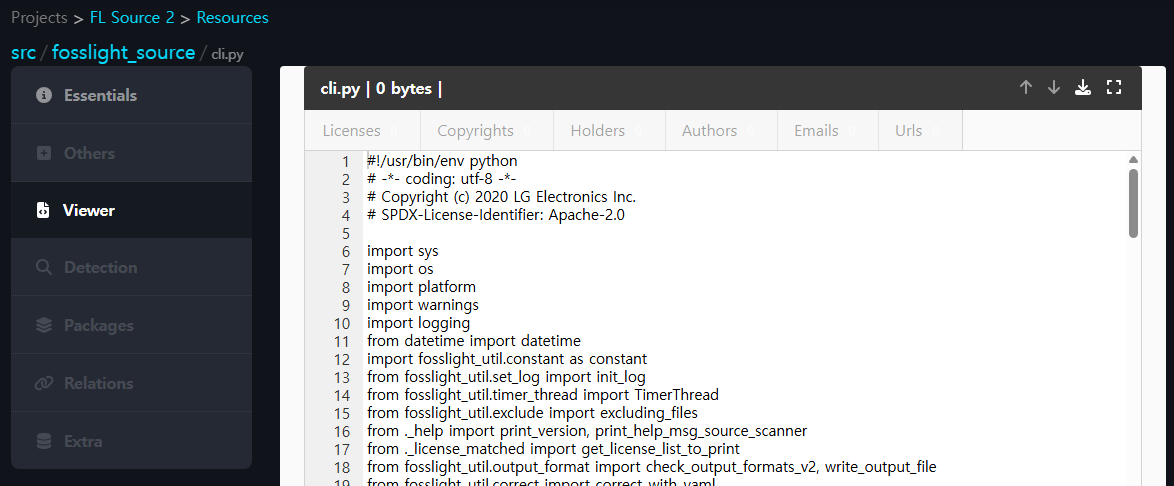 Projects > FL Source 2 > Resources
src / fosslight_source / cli.py
Essentials
Others
Viewer
Detection
Packages
Relations
Extra
cli.py | 0 bytes |
Licenses 0 Copyrights 0 Holders 0 Authors 0 Emails 0 Urls 0
1 #!/usr/bin/env python
2 # -*- coding: utf-8 -*-
3 # Copyright (c) 2020 LG Electronics Inc.
4 # SPDX-License-Identifier: Apache-2.0
5
6 import sys
7 import os
8 import platform
9 import warnings
10 import logging
11 from datetime import datetime
12 import fosslight_util.constant as constant
13 from fosslight_util.set_log import init_log
14 from fosslight_util.timer_thread import TimerThread
15 from fosslight_util.exclude import excluding_files
16 from ._help import print_version, print_help_msg_source_scanner
17 from ._license_matched import get_license_list_to_print
18 from fosslight_util.output_format import check_output_formats_v2, write_output_file
19 from fosslight_util.correct import correct_with_yaml